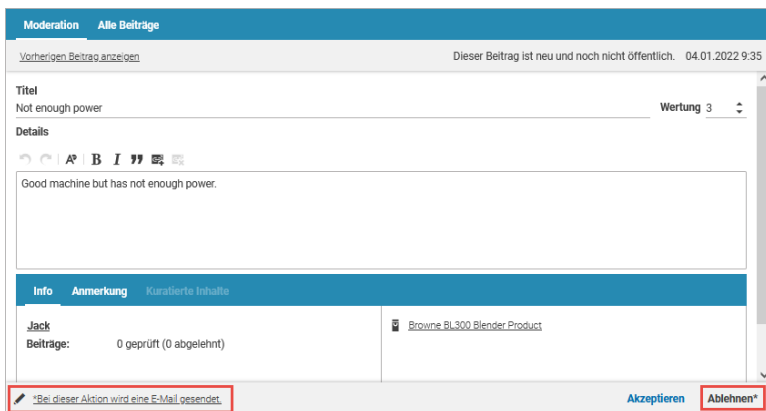 Moderation Alle Beiträge
Vorherigen Beitrag anzeigen Dieser Beitrag ist neu und noch nicht öffentlich. 04.01.2022 9:35
Titel
Not enough power Wertung 3
Details
B I
Good machine but has not enough power.
Info Anmerkung Kuratierte Inhalte
Jack Browne BL300 Blender Product
Beiträge: 0 geprüft (0 abgelehnt)
*Bei dieser Aktion wird eine E-Mail gesendet. Akzeptieren Ablehnen*